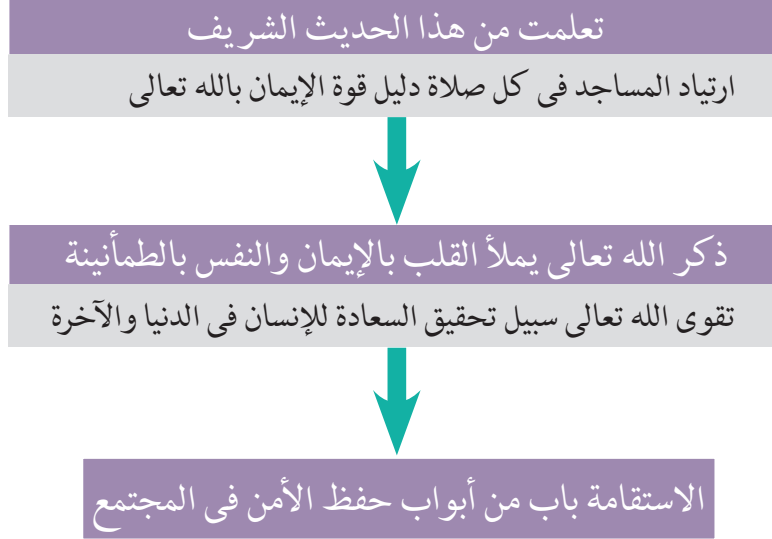 تعلمت من هذا الحديث الشريف
ارتياد المساجد فى كل صلاة دليل قوة الإيمان بالله تعالى
ذكر الله تعالى يملأ القلب بالإيمان والنفس بالطمأنينة
تقوى الله تعالى سبيل تحقيق السعادة للإنسان فى الدنيا والآخرة
الاستقامة باب من أبواب حفظ الأمن فى المجتمع